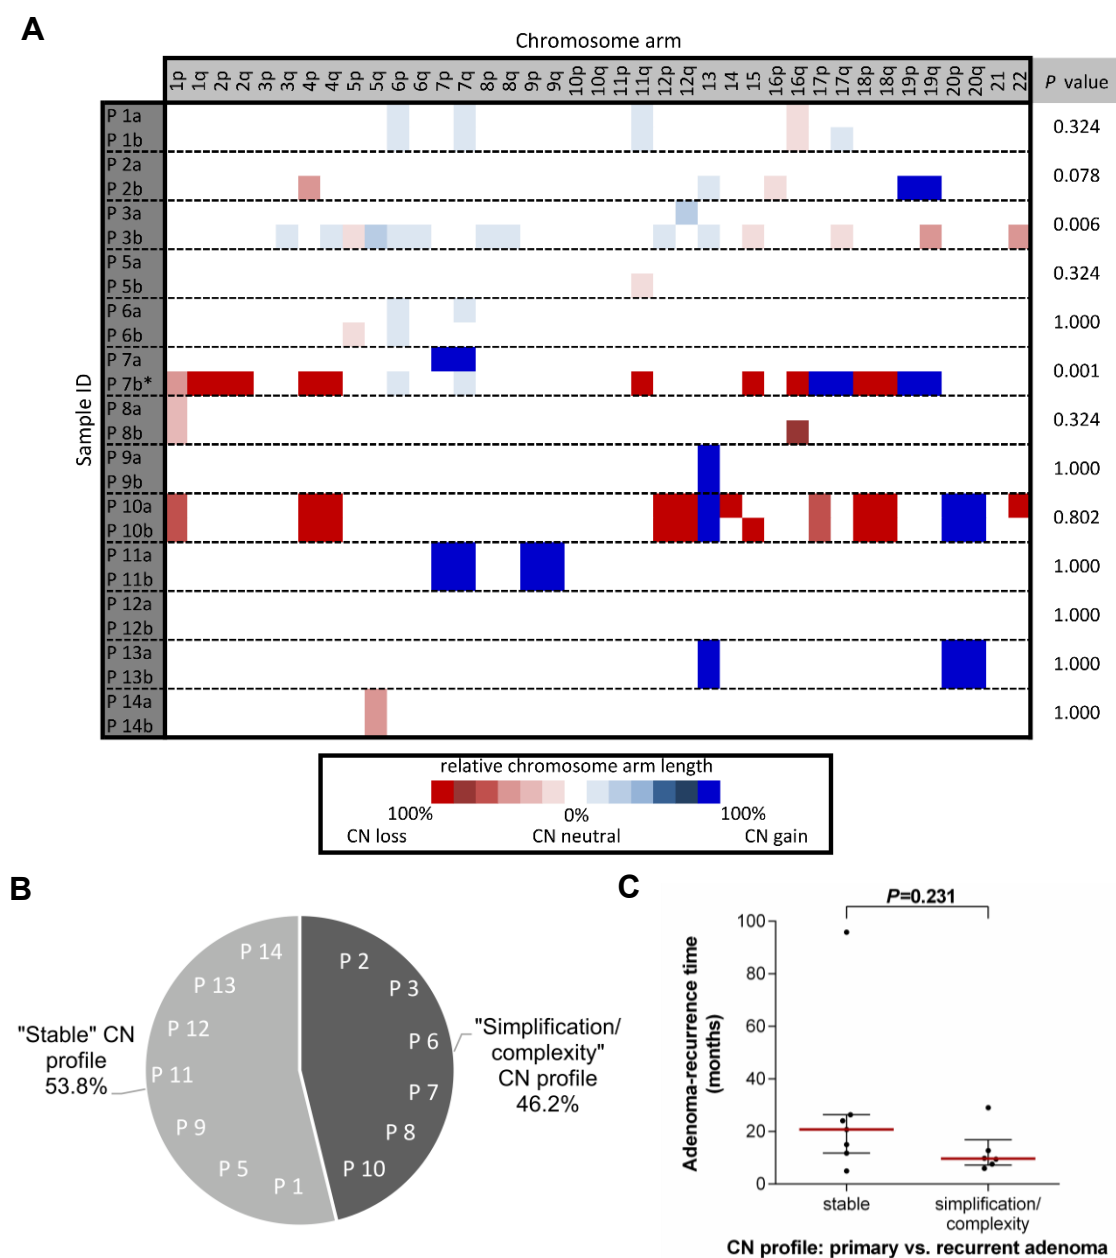 A
Chromosome arm
1p 1q 2p 2q 3p 3q 4p 4q 5p 5q 6p 6q 7p 7q 8p 8q 9p 9q 10p 10q 11p 11q 12p 12q 13 14 15 16p 16q 17p 17q 18p 18q 19p 19q 20p 20q 21 22 P value
Sample ID
P 1a
P 1b
0.324
P 2a
P 2b
0.078
P 3a
P 3b
0.006
P 5a
P 5b
0.324
P 6a
P 6b
1.000
P 7a
P 7b*
0.001
P 8a
P 8b
0.324
P 9a
P 9b
1.000
P 10a
P 10b
0.802
P 11a
P 11b
1.000
P 12a
P 12b
1.000
P 13a
P 13b
1.000
P 14a
P 14b
1.000
relative chromosome arm length
100% 0% 100%
CN loss CN neutral CN gain
B
"Stable" CN
profile
53.8%
P 14
P 13
P 12
P 11
P 9
P 5
P 1
P 2
P 3
P 6
P 7
P 8
P 10
"Simplification/
complexity"
CN profile
46.2%
C
P=0.231
Adenoma-recurrence time
(months)
100
80
60
40
20
0
stable
simplification/
complexity
CN profile: primary vs. recurrent adenoma